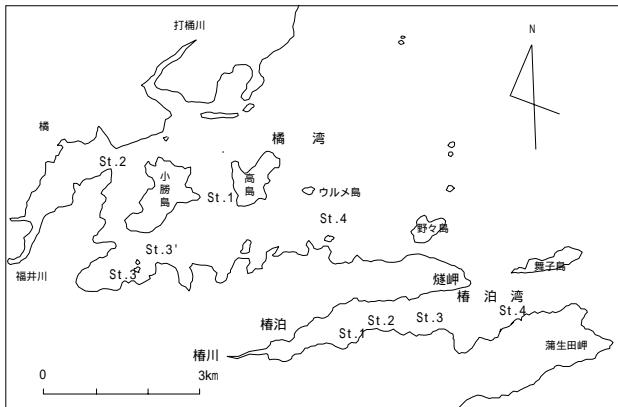 打桶川
N
橘
橘 湾
St.2
小勝島
高島
ウルメ島
St.1
St.4
野々島
St.3'
福井川
St.3
舞子島
燧岬
椿 泊 湾
椿泊
St.1
St.2
St.3
St.4
蒲生田岬
椿川
0
3km